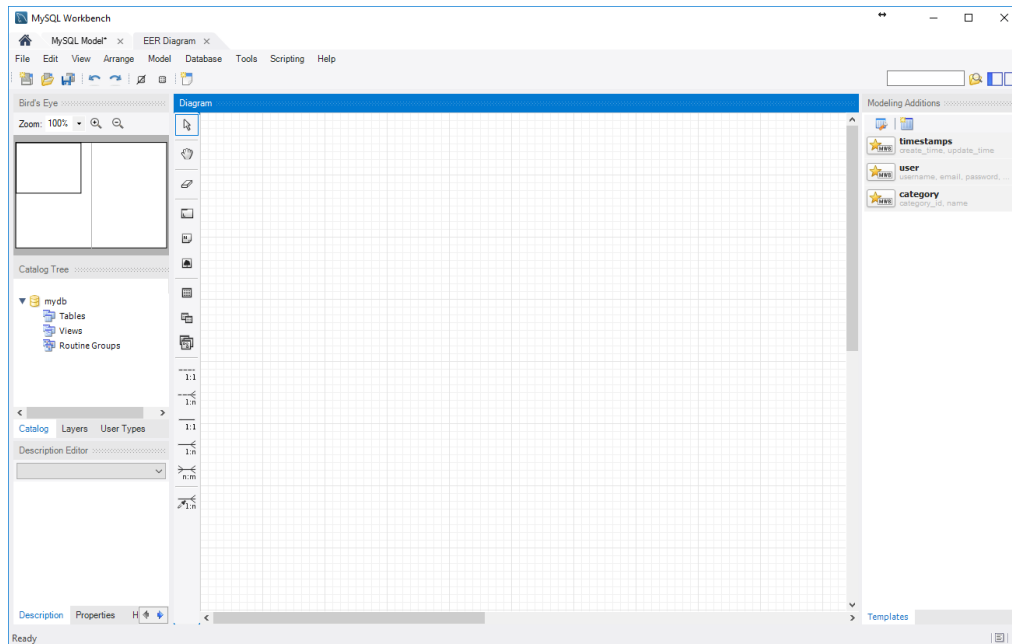 MySQL Workbench
MySQL Model* × EER Diagram ×
File Edit View Arrange Model Database Tools Scripting Help
Bird's Eye
Zoom: 100%
Diagram
Modeling Additions
timestamps
create_time, update_time
user
username, email, password, ...
category
category_id, name
Catalog Tree
mydb
Tables
Views
Routine Groups
1:1
1:n
1:1
1:n
n:m
1:n
Catalog Layers User Types
Description Editor
Description Properties H
Templates
Ready